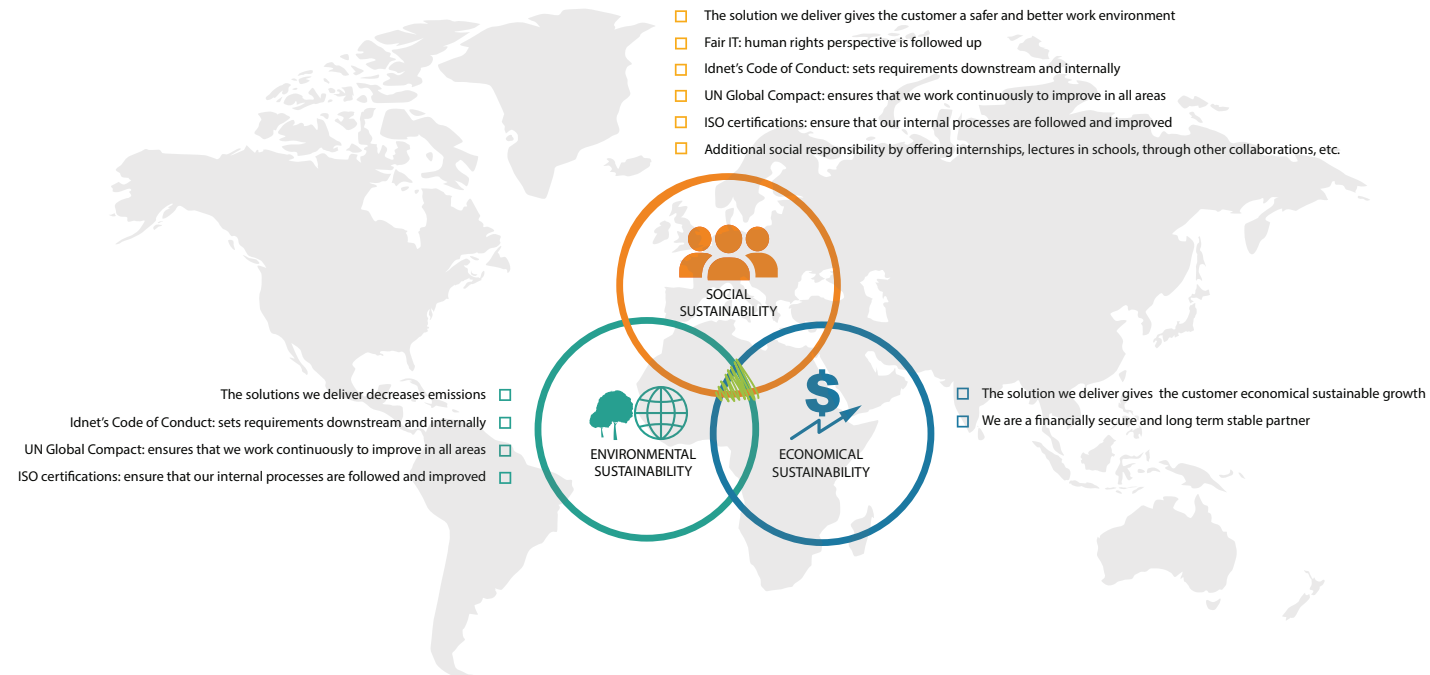 The solution we deliver gives the customer a safer and better work environment
Fair IT: human rights perspective is followed up
Idnet's Code of Conduct: sets requirements downstream and internally
UN Global Compact: ensures that we work continuously to improve in all areas
ISO certifications: ensure that our internal processes are followed and improved
Additional social responsibility by offering internships, lectures in schools, through other collaborations, etc.
SOCIAL
SUSTAINABILITY
The solutions we deliver decreases emissions
Idnet's Code of Conduct: sets requirements downstream and internally
UN Global Compact: ensures that we work continuously to improve in all areas
ISO certifications: ensure that our internal processes are followed and improved
ENVIRONMENTAL
SUSTAINABILITY
$
ECONOMICAL
SUSTAINABILITY
The solution we deliver gives  the customer economical sustainable growth
We are a financially secure and long term stable partner